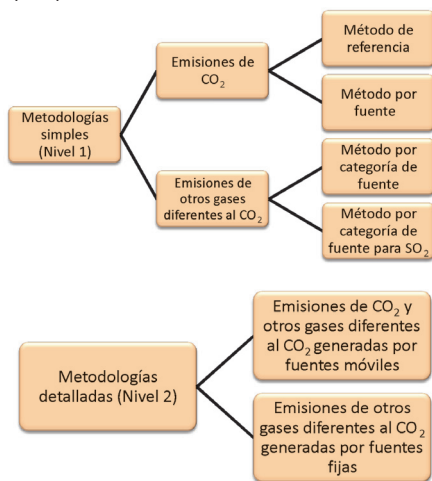 Metodologías
simples
(Nivel 1)
Emisiones de
CO₂
Método de
referencia
Método por
fuente
Emisiones de
otros gases
diferentes al CO₂
Método por
categoría de
fuente
Método por
categoría de
fuente para SO₂
Metodologías
detalladas (Nivel 2)
Emisiones de CO₂ y
otros gases diferentes
al CO₂ generadas por
fuentes móviles
Emisiones de otros
gases diferentes al CO₂
generadas por fuentes
fijas